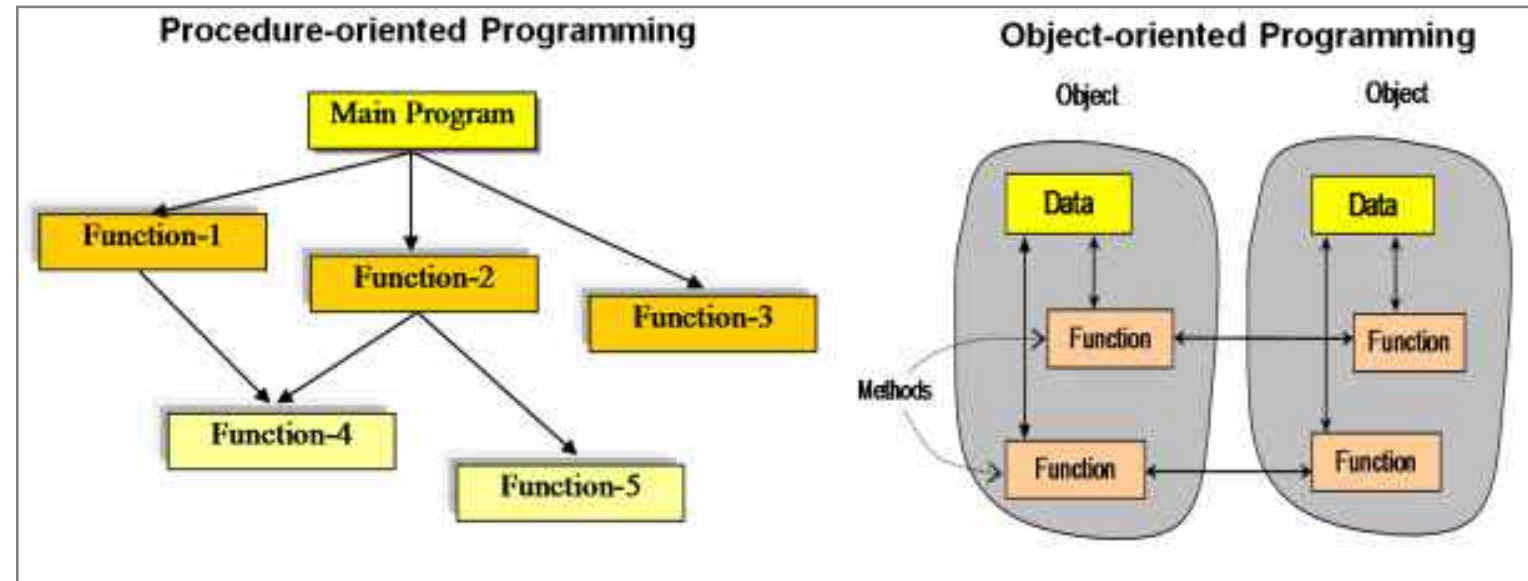 Procedure-oriented Programming
Main Program
Function-1
Function-2
Function-3
Function-4
Function-5
Object-oriented Programming
Object
Object
Data
Data
Function
Function
Methods
Function
Function